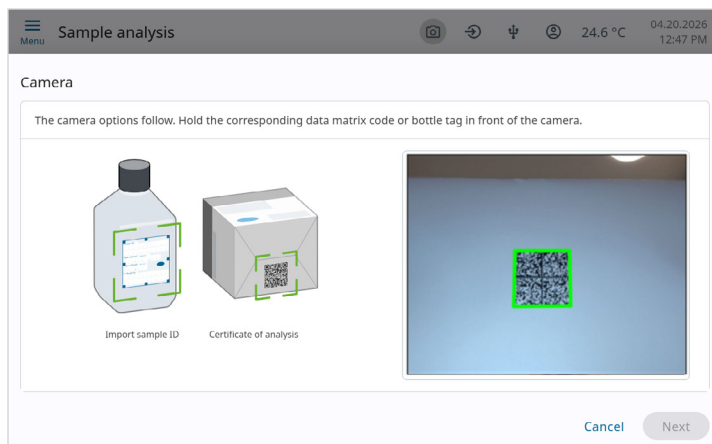 Menu
Sample analysis
24.6 °C
04.20.2026
12:47 PM
Camera
The camera options follow. Hold the corresponding data matrix code or bottle tag in front of the camera.
Import sample ID
Certificate of analysis
Cancel
Next